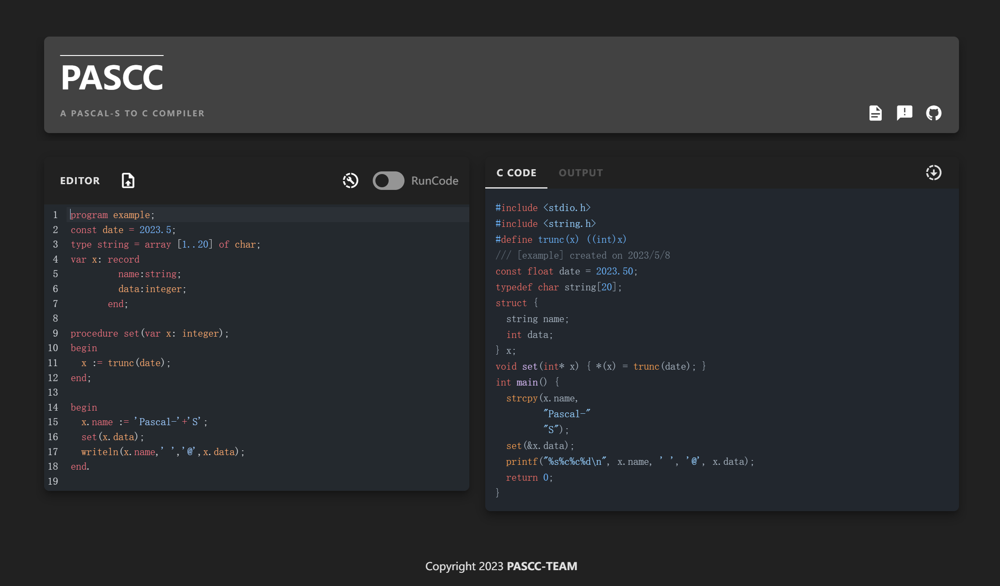 PASCC
A PASCAL-S TO C COMPILER
EDITOR
RunCode
1 program example;
2 const date = 2023.5;
3 type string = array [1..20] of char;
4 var x: record
5          name:string;
6          data:integer;
7        end;
8
9 procedure set(var x: integer);
10 begin
11   x := trunc(date);
12 end;
13
14 begin
15   x.name := 'Pascal-'+'S';
16   set(x.data);
17   writeln(x.name,' ','@',x.data);
18 end.
19
C CODE OUTPUT
#include <stdio.h>
#include <string.h>
#define trunc(x) ((int)x)
/// [example] created on 2023/5/8
const float date = 2023.50;
typedef char string[20];
struct {
  string name;
  int data;
} x;
void set(int* x) { *(x) = trunc(date); }
int main() {
  strcpy(x.name,
         "Pascal-"
         "S");
  set(&x.data);
  printf("%s%c%c%d\n", x.name, ' ', '@', x.data);
  return 0;
}
Copyright 2023 PASCC-TEAM